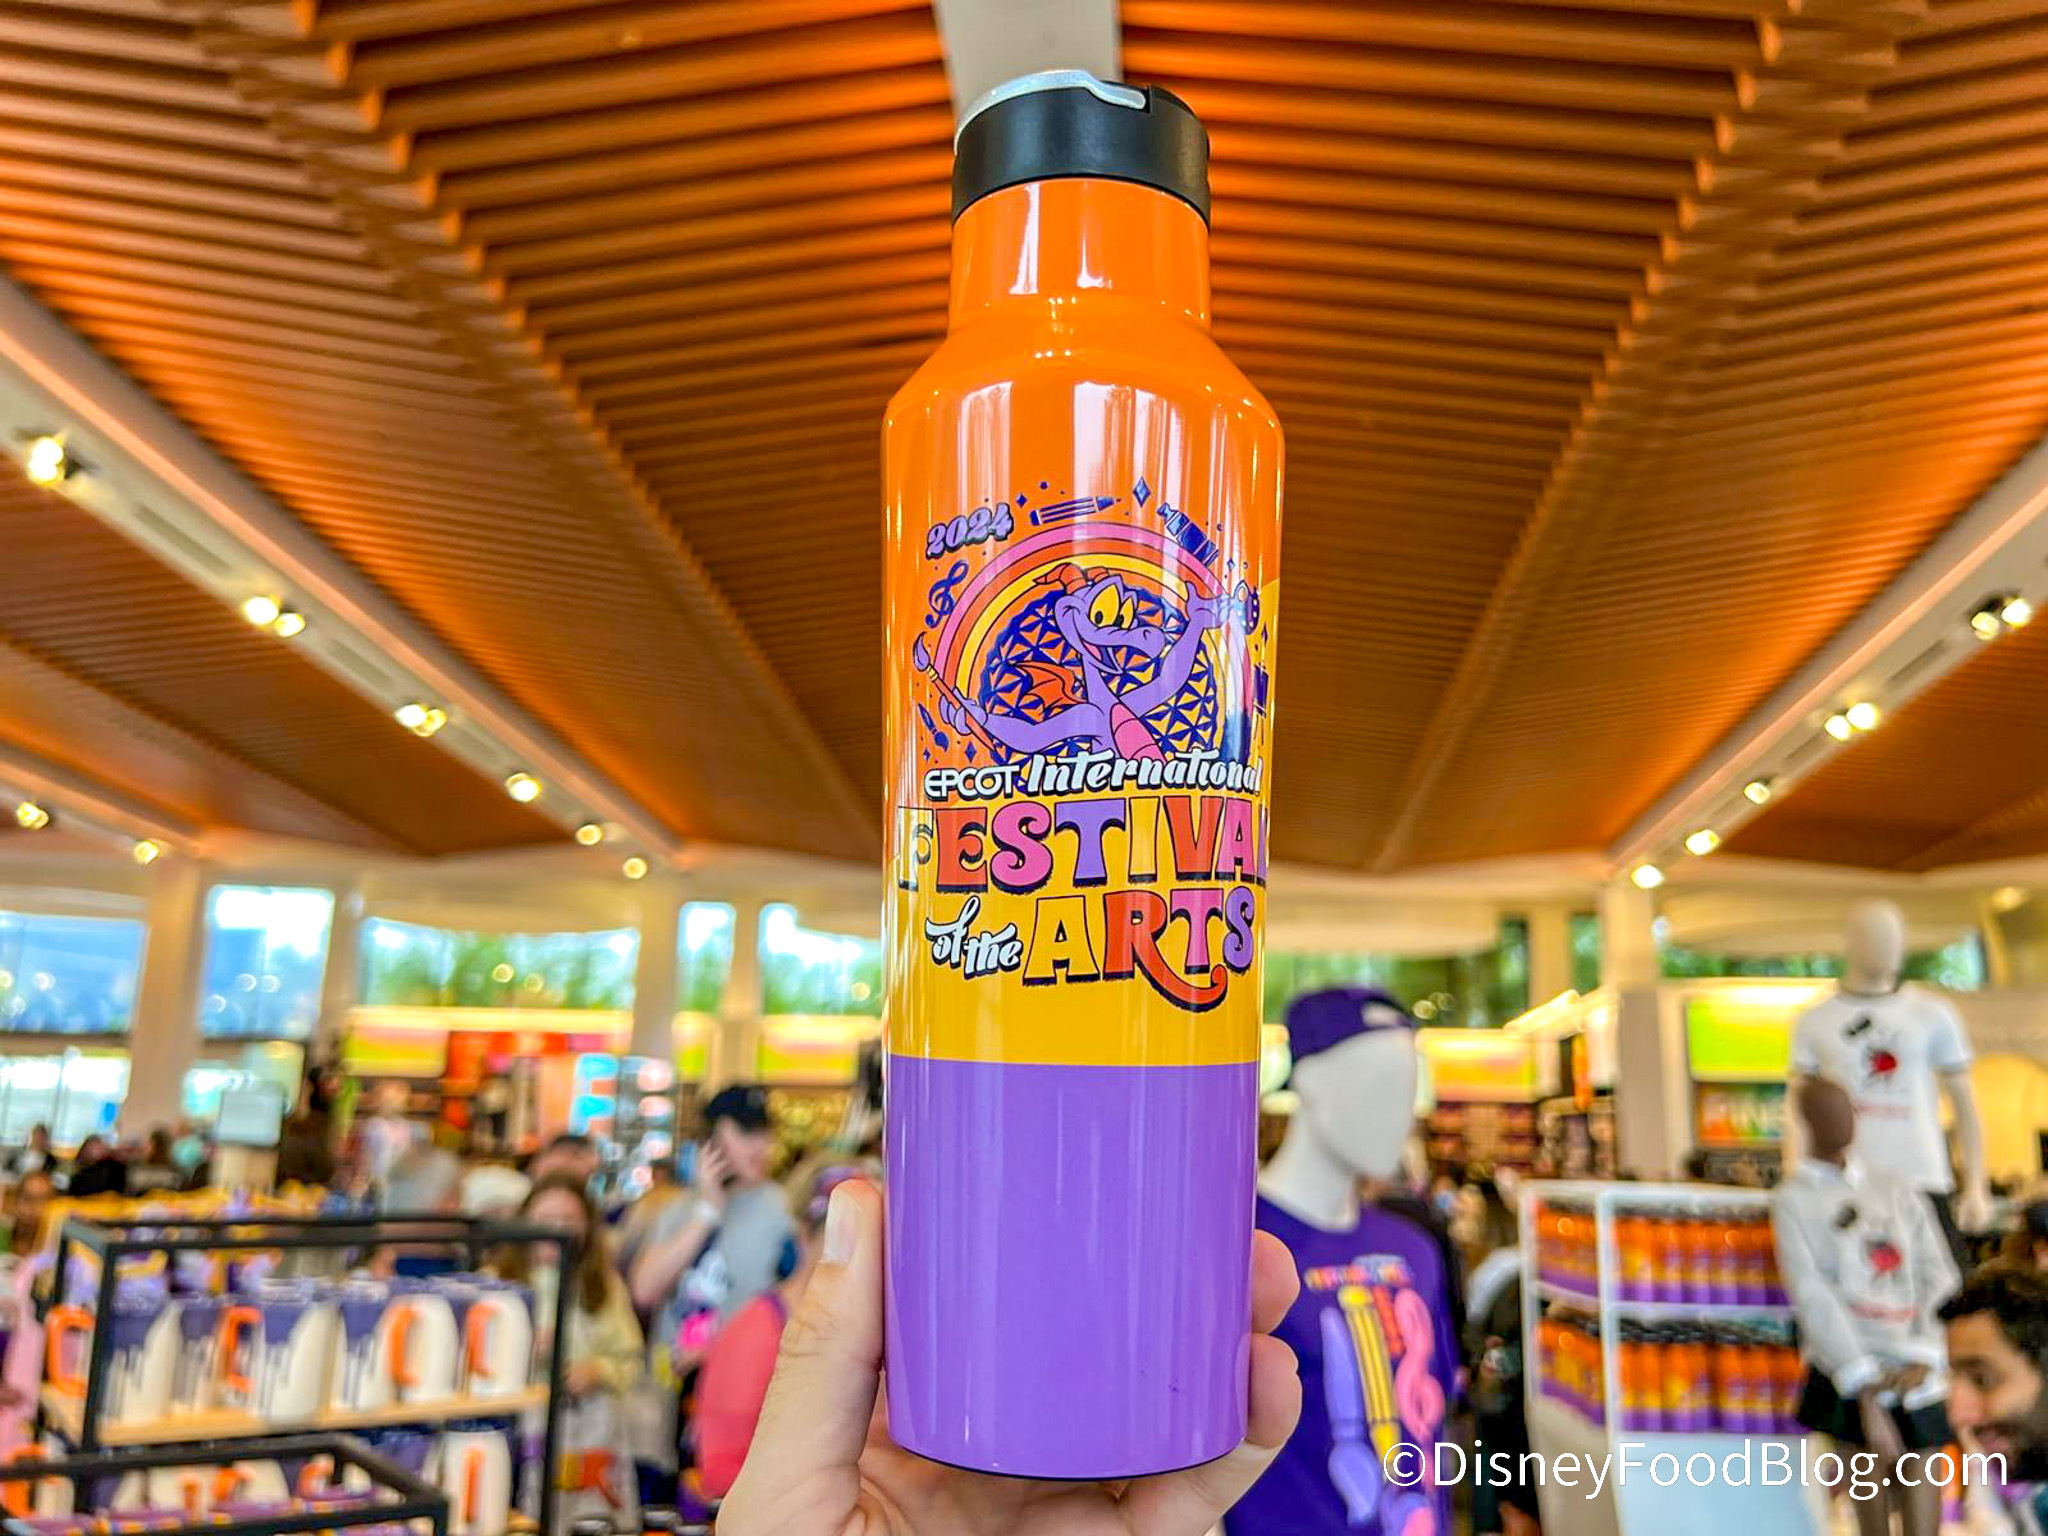 2024
EPCOT International
FESTIVAL
of the ARTS
©DisneyFoodBlog.com